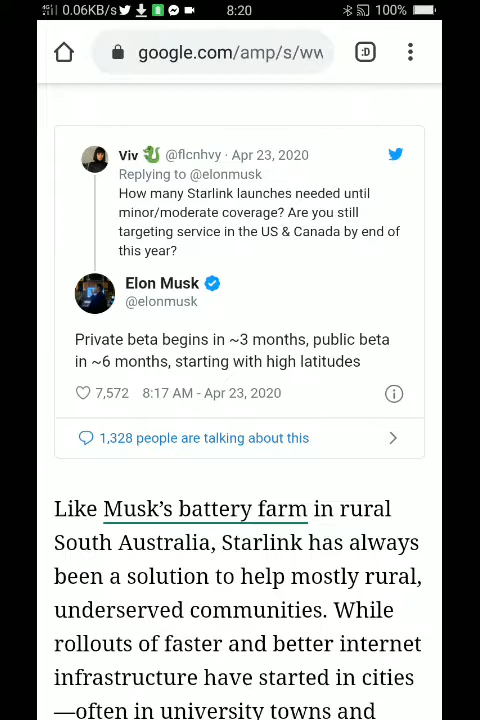 4G 0.06KB/s 8:20 100%
google.com/amp/s/ww
:D
Viv @flcnhvy · Apr 23, 2020
Replying to @elonmusk
How many Starlink launches needed until
minor/moderate coverage? Are you still
targeting service in the US & Canada by end of
this year?
Elon Musk
@elonmusk
Private beta begins in ~3 months, public beta
in ~6 months, starting with high latitudes
7,572 8:17 AM - Apr 23, 2020
1,328 people are talking about this
Like Musk’s battery farm in rural
South Australia, Starlink has always
been a solution to help mostly rural,
underserved communities. While
rollouts of faster and better internet
infrastructure have started in cities
—often in university towns and